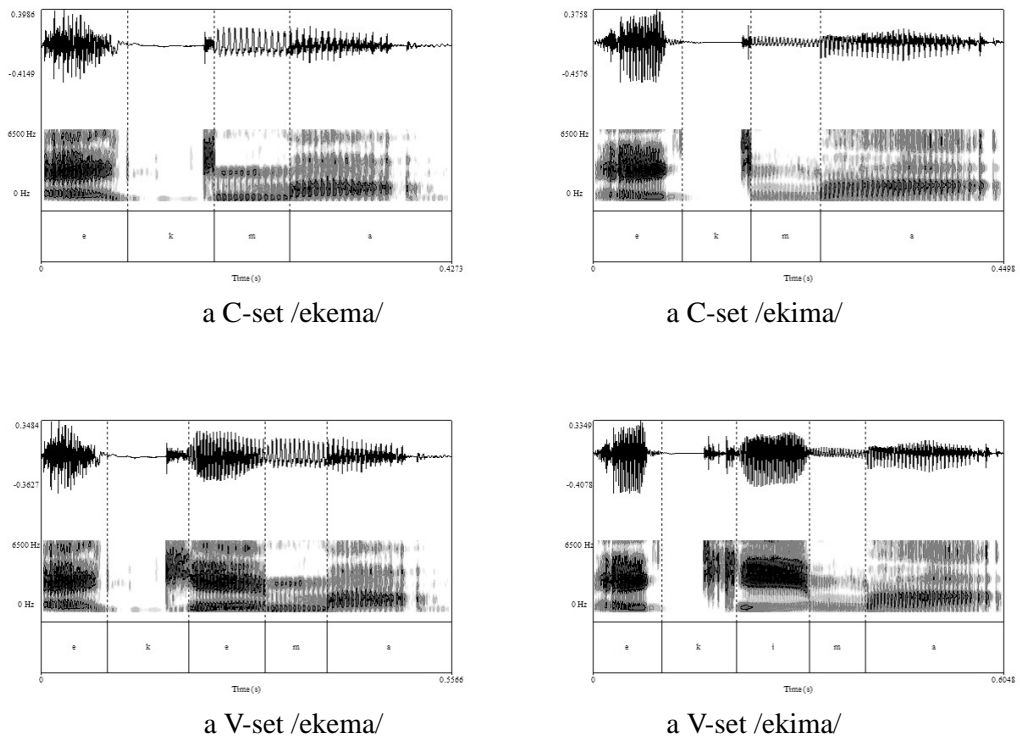 0.3986
-0.4149
6500 Hz
0 Hz
e k m a
0 0.4273
Time (s)
a C-set /ekema/
0.3758
-0.4576
6500 Hz
0 Hz
e k m a
0 0.4498
Time (s)
a C-set /ekima/
0.3484
-0.3627
6500 Hz
0 Hz
e k e m a
0 0.5566
Time (s)
a V-set /ekema/
0.3349
-0.4078
6500 Hz
0 Hz
e k i m a
0 0.6048
Time (s)
a V-set /ekima/